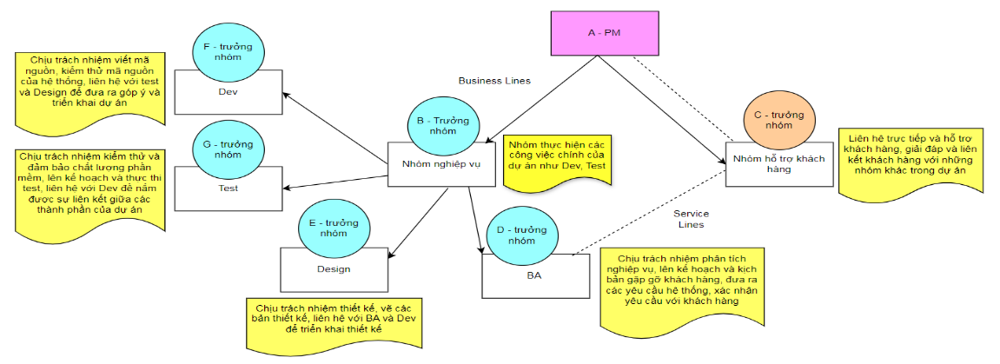 A - PM
Business Lines
F - trưởng
nhóm
Dev
Chịu trách nhiệm viết mã
nguồn, kiểm thử mã nguồn
của hệ thống, liên hệ với test
và Design để đưa ra góp ý và
triển khai dự án
G - trưởng
nhóm
Test
Chịu trách nhiệm kiểm thử và
đảm bảo chất lượng phần
mềm, lên kế hoạch và thực thi
test, liên hệ với Dev để nắm
được sự liên kết giữa các
thành phần của dự án
B - Trưởng
nhóm
Nhóm nghiệp vụ
Nhóm thực hiện các
công việc chính của
dự án như Dev, Test
C - trưởng
nhóm
Nhóm hỗ trợ khách
hàng
Liên hệ trực tiếp và hỗ trợ
khách hàng, giải đáp và liên
kết khách hàng với những
nhóm khác trong dự án
Service
Lines
E - trưởng
nhóm
Design
Chịu trách nhiệm thiết kế, vẽ các
bản thiết kế, liên hệ với BA và Dev
để triển khai thiết kế
D - trưởng
nhóm
BA
Chịu trách nhiệm phân tích
nghiệp vụ, lên kế hoạch và kịch
bản gặp gỡ khách hàng, đưa ra
các yêu cầu hệ thống, xác nhận
yêu cầu với khách hàng